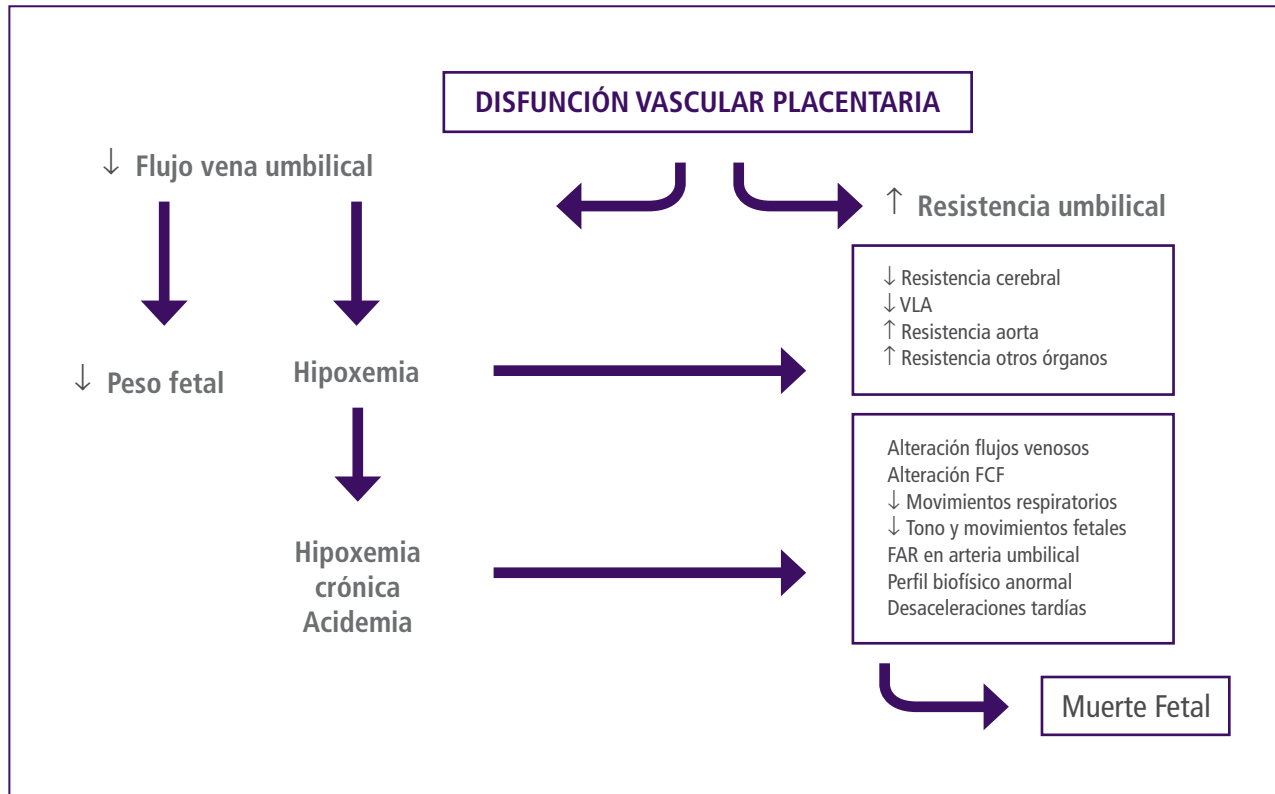 DISFUNCIÓN VASCULAR PLACENTARIA
↓ Flujo vena umbilical
↑ Resistencia umbilical
↓ Resistencia cerebral
↓ VLA
↑ Resistencia aorta
↑ Resistencia otros órganos
↓ Peso fetal
Hipoxemia
Hipoxemia
crónica
Acidemia
Alteración flujos venosos
Alteración FCF
↓ Movimientos respiratorios
↓ Tono y movimientos fetales
FAR en arteria umbilical
Perfil biofísico anormal
Desaceleraciones tardías
Muerte Fetal